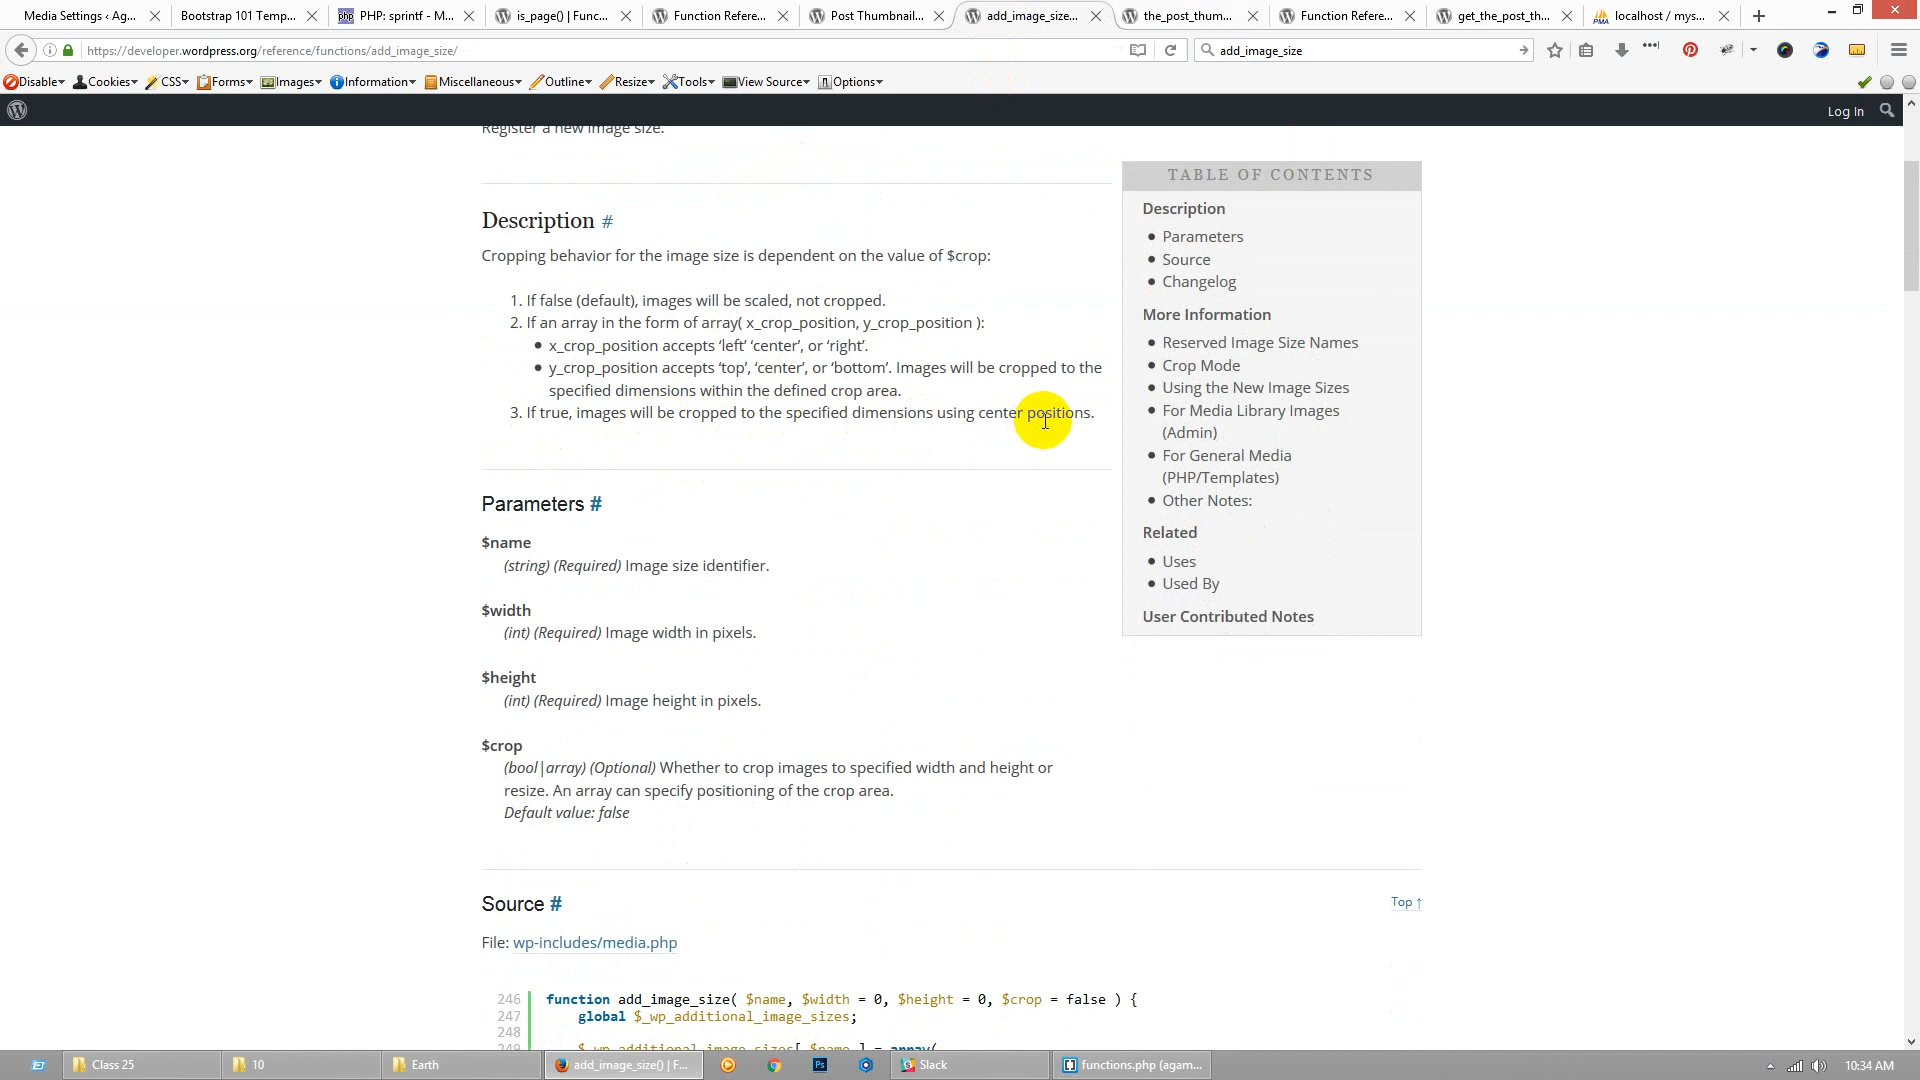 Media Settings ‹ Ag...
Bootstrap 101 Temp...
php PHP: sprintf - M...
is_page() | Func...
Function Refere...
Post Thumbnail...
add_image_size...
the_post_thum...
Function Refere...
get_the_post_th...
PMA localhost / mys...
https://developer.wordpress.org/reference/functions/add_image_size/
add_image_size
Disable
Cookies
CSS
Forms
Images
Information
Miscellaneous
Outline
Resize
Tools
View Source
Options
Log In
Register a new image size.
TABLE OF CONTENTS
Description
Parameters
Source
Changelog
More Information
Reserved Image Size Names
Crop Mode
Using the New Image Sizes
For Media Library Images
(Admin)
For General Media
(PHP/Templates)
Other Notes:
Related
Uses
Used By
User Contributed Notes
Description #
Cropping behavior for the image size is dependent on the value of $crop:
1. If false (default), images will be scaled, not cropped.
2. If an array in the form of array( x_crop_position, y_crop_position ):
x_crop_position accepts ‘left’ ‘center’, or ‘right’.
y_crop_position accepts ‘top’, ‘center’, or ‘bottom’. Images will be cropped to the
specified dimensions within the defined crop area.
3. If true, images will be cropped to the specified dimensions using center positions.
Parameters #
$name
(string) (Required) Image size identifier.
$width
(int) (Required) Image width in pixels.
$height
(int) (Required) Image height in pixels.
$crop
(bool|array) (Optional) Whether to crop images to specified width and height or
resize. An array can specify positioning of the crop area.
Default value: false
Source #
Top ↑
File: wp-includes/media.php
246 function add_image_size( $name, $width = 0, $height = 0, $crop = false ) {
247 global $_wp_additional_image_sizes;
248
249 $_wp_additional_image_sizes[ $name ] = array(
Class 25
10
Earth
add_image_size() | F...
Ps
Slack
functions.php (agam...
10:34 AM